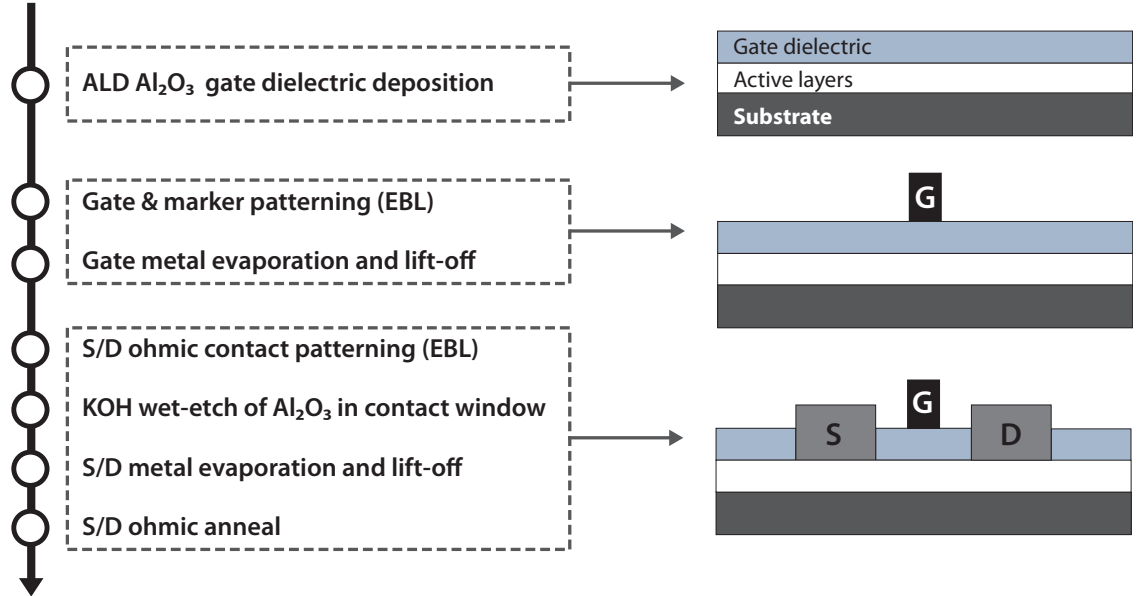 ALD Al₂O₃ gate dielectric deposition
Gate dielectric
Active layers
Substrate
Gate & marker patterning (EBL)
Gate metal evaporation and lift-off
G
S/D ohmic contact patterning (EBL)
KOH wet-etch of Al₂O₃ in contact window
S/D metal evaporation and lift-off
S/D ohmic anneal
S G D